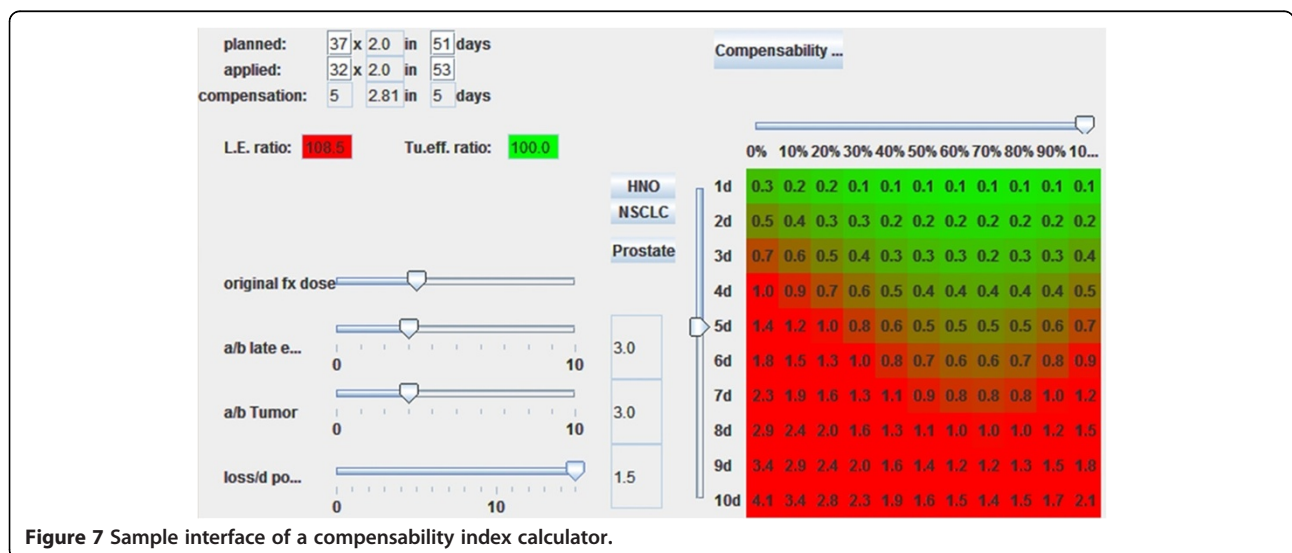 planned: 37 x 2.0 in 51 days
applied: 32 x 2.0 in 53
compensation: 5 2.81 in 5 days
L.E. ratio: 108.5 Tu.eff. ratio: 100.0
HNO
NSCLC
Prostate
original fx dose
a/b late e... 3.0
0 10
a/b Tumor 3.0
0 10
loss/d po... 1.5
0 10
Compensability ...
0% 10% 20% 30% 40% 50% 60% 70% 80% 90% 10...
1d 0.3 0.2 0.2 0.1 0.1 0.1 0.1 0.1 0.1 0.1 0.1
2d 0.5 0.4 0.3 0.3 0.2 0.2 0.2 0.2 0.2 0.2 0.2
3d 0.7 0.6 0.5 0.4 0.3 0.3 0.3 0.2 0.3 0.3 0.4
4d 1.0 0.9 0.7 0.6 0.5 0.4 0.4 0.4 0.4 0.4 0.5
5d 1.4 1.2 1.0 0.8 0.6 0.5 0.5 0.5 0.5 0.6 0.7
6d 1.8 1.5 1.3 1.0 0.8 0.7 0.6 0.6 0.7 0.8 0.9
7d 2.3 1.9 1.6 1.3 1.1 0.9 0.8 0.8 0.8 1.0 1.2
8d 2.9 2.4 2.0 1.6 1.3 1.1 1.0 1.0 1.0 1.2 1.5
9d 3.4 2.9 2.4 2.0 1.6 1.4 1.2 1.2 1.3 1.5 1.8
10d 4.1 3.4 2.8 2.3 1.9 1.6 1.5 1.4 1.5 1.7 2.1
Figure 7 Sample interface of a compensability index calculator.